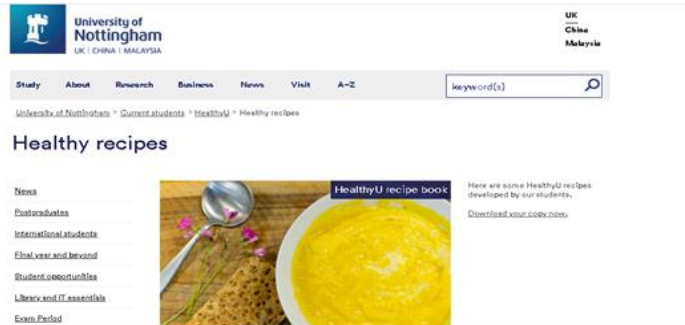 University of
Nottingham
UK | CHINA | MALAYSIA
UK
China
Malaysia
Study About Research Business News Visit A-Z
keyword(s)
University of Nottingham > Current students > HealthyU > Healthy recipes
Healthy recipes
News
Postgraduates
International students
Final year and beyond
Student opportunities
Library and IT essentials
Exam Period
HealthyU recipe book
Here are some HealthyU recipes
developed by our students.
Download your copy now.